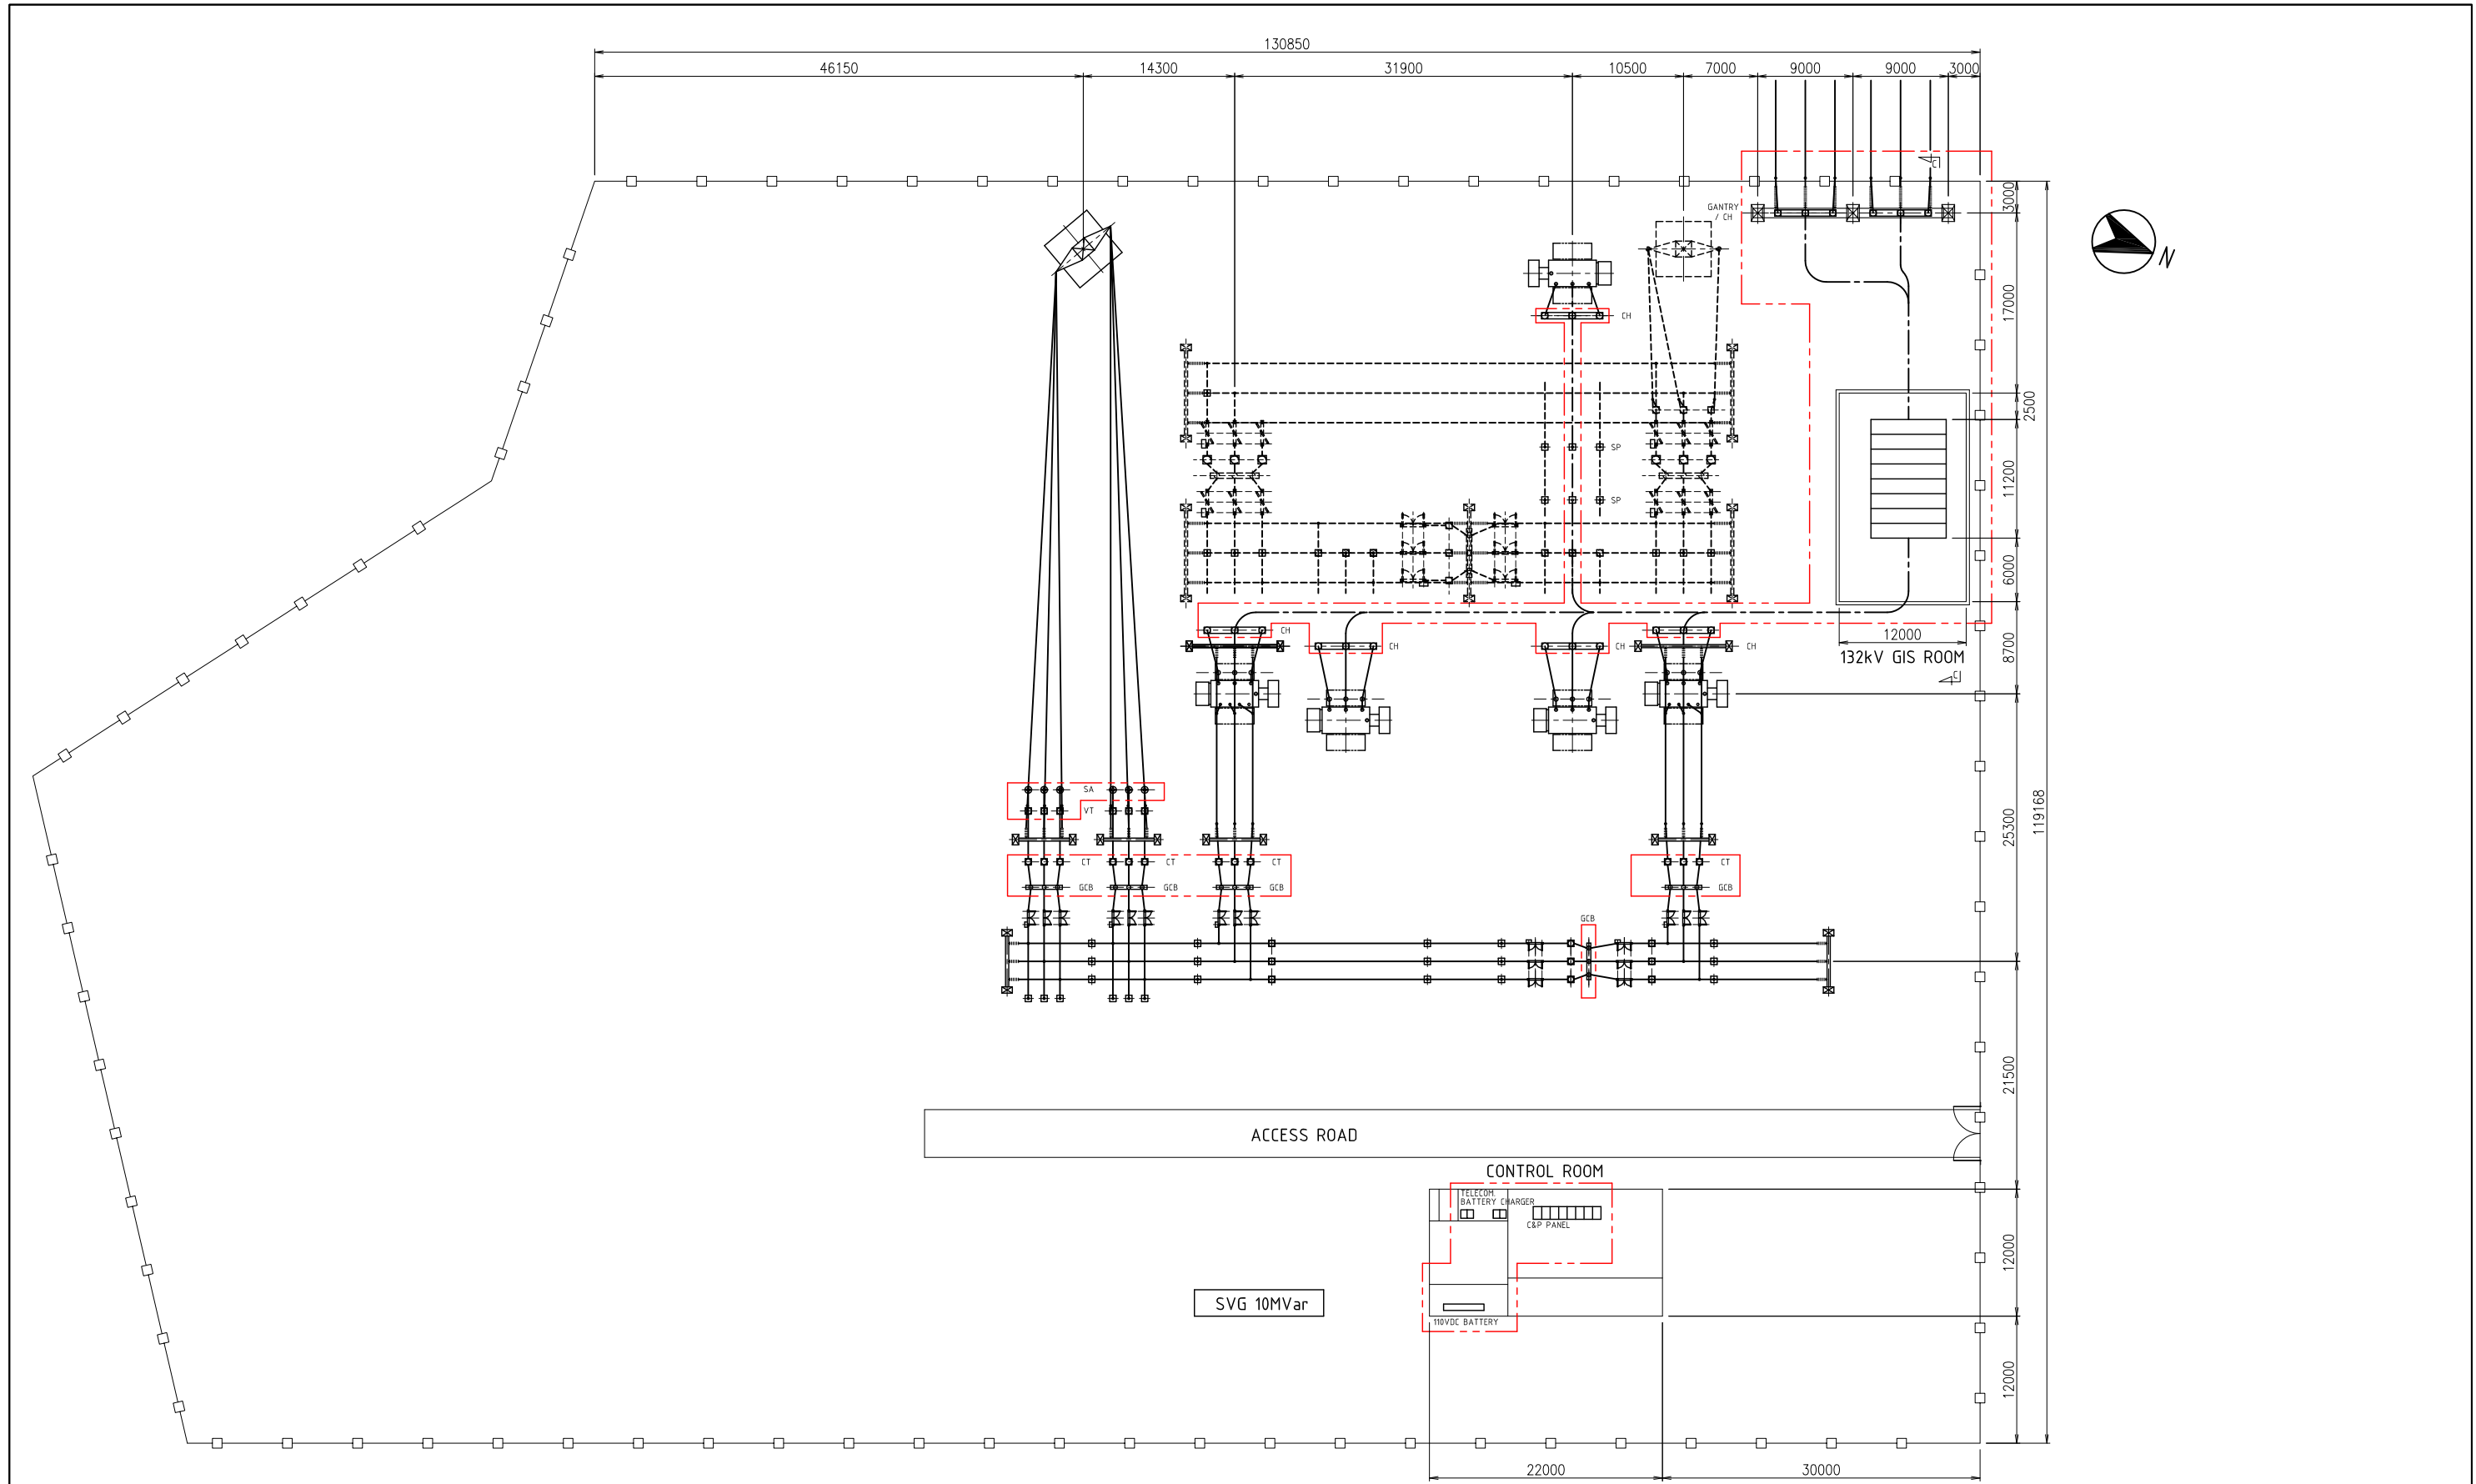 130850
46150
14300
31900
10500
7000
9000
9000
3000
C
GANTRY
/ CH
N
3000
17000
CH
2500
SP
11200
SP
6000
CH
12000
CH
CH
CH
132kV GIS ROOM
8700
C
SA
VT
119168
25300
CT
CT
CT
CT
GCB
GCB
GCB
GCB
GCB
21500
ACCESS ROAD
CONTROL ROOM
TELECOM.
BATTERY CHARGER
C&P PANEL
12000
SVG 10MVar
110VDC BATTERY
12000
22000
30000